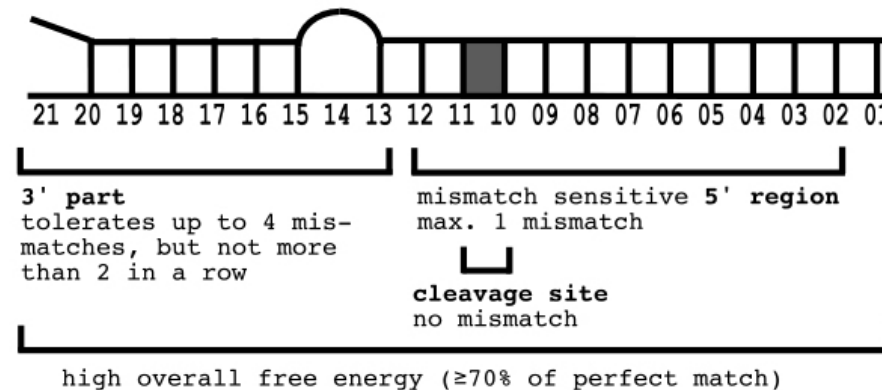 21 20 19 18 17 16 15 14 13 12 11 10 09 08 07 06 05 04 03 02
3' part
tolerates up to 4 mis-
matches, but not more
than 2 in a row
mismatch sensitive 5' region
max. 1 mismatch
cleavage site
no mismatch
high overall free energy (≥70% of perfect match)